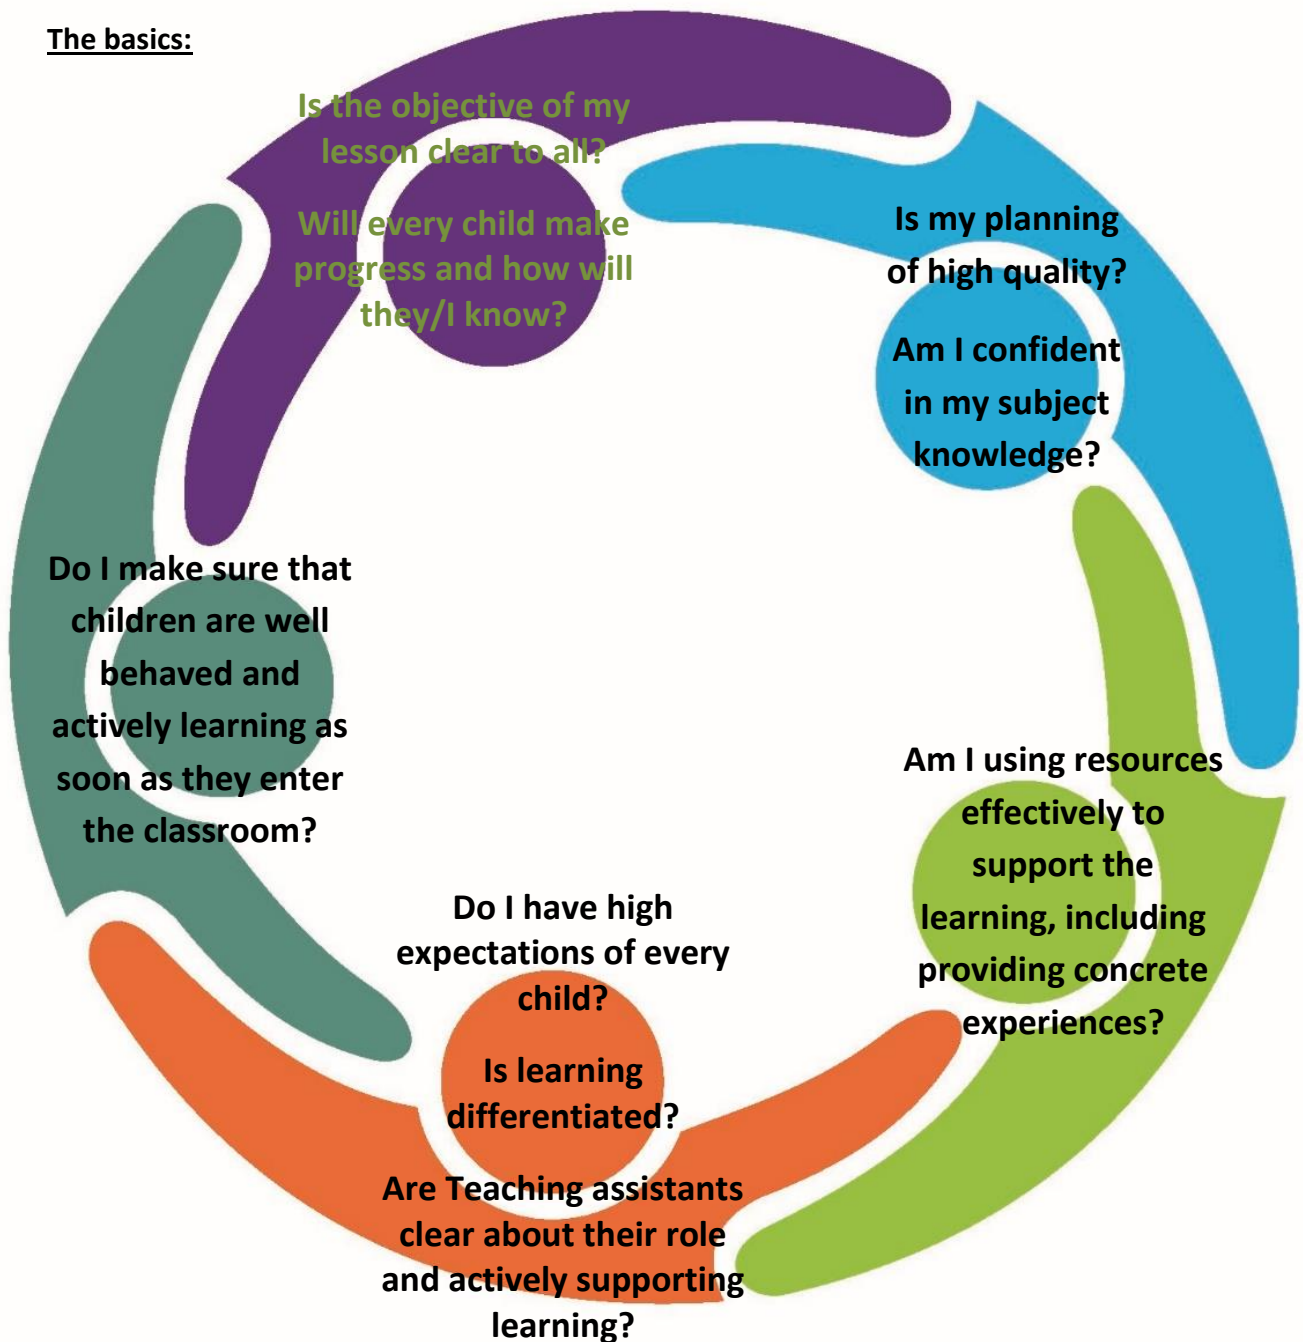 The basics:
Is the objective of my
lesson clear to all?
Will every child make
progress and how will
they/I know?
Is my planning
of high quality?
Am I confident
in my subject
knowledge?
Do I make sure that
children are well
behaved and
actively learning as
soon as they enter
the classroom?
Am I using resources
effectively to
support the
learning, including
providing concrete
experiences?
Do I have high
expectations of every
child?
Is learning
differentiated?
Are Teaching assistants
clear about their role
and actively supporting
learning?